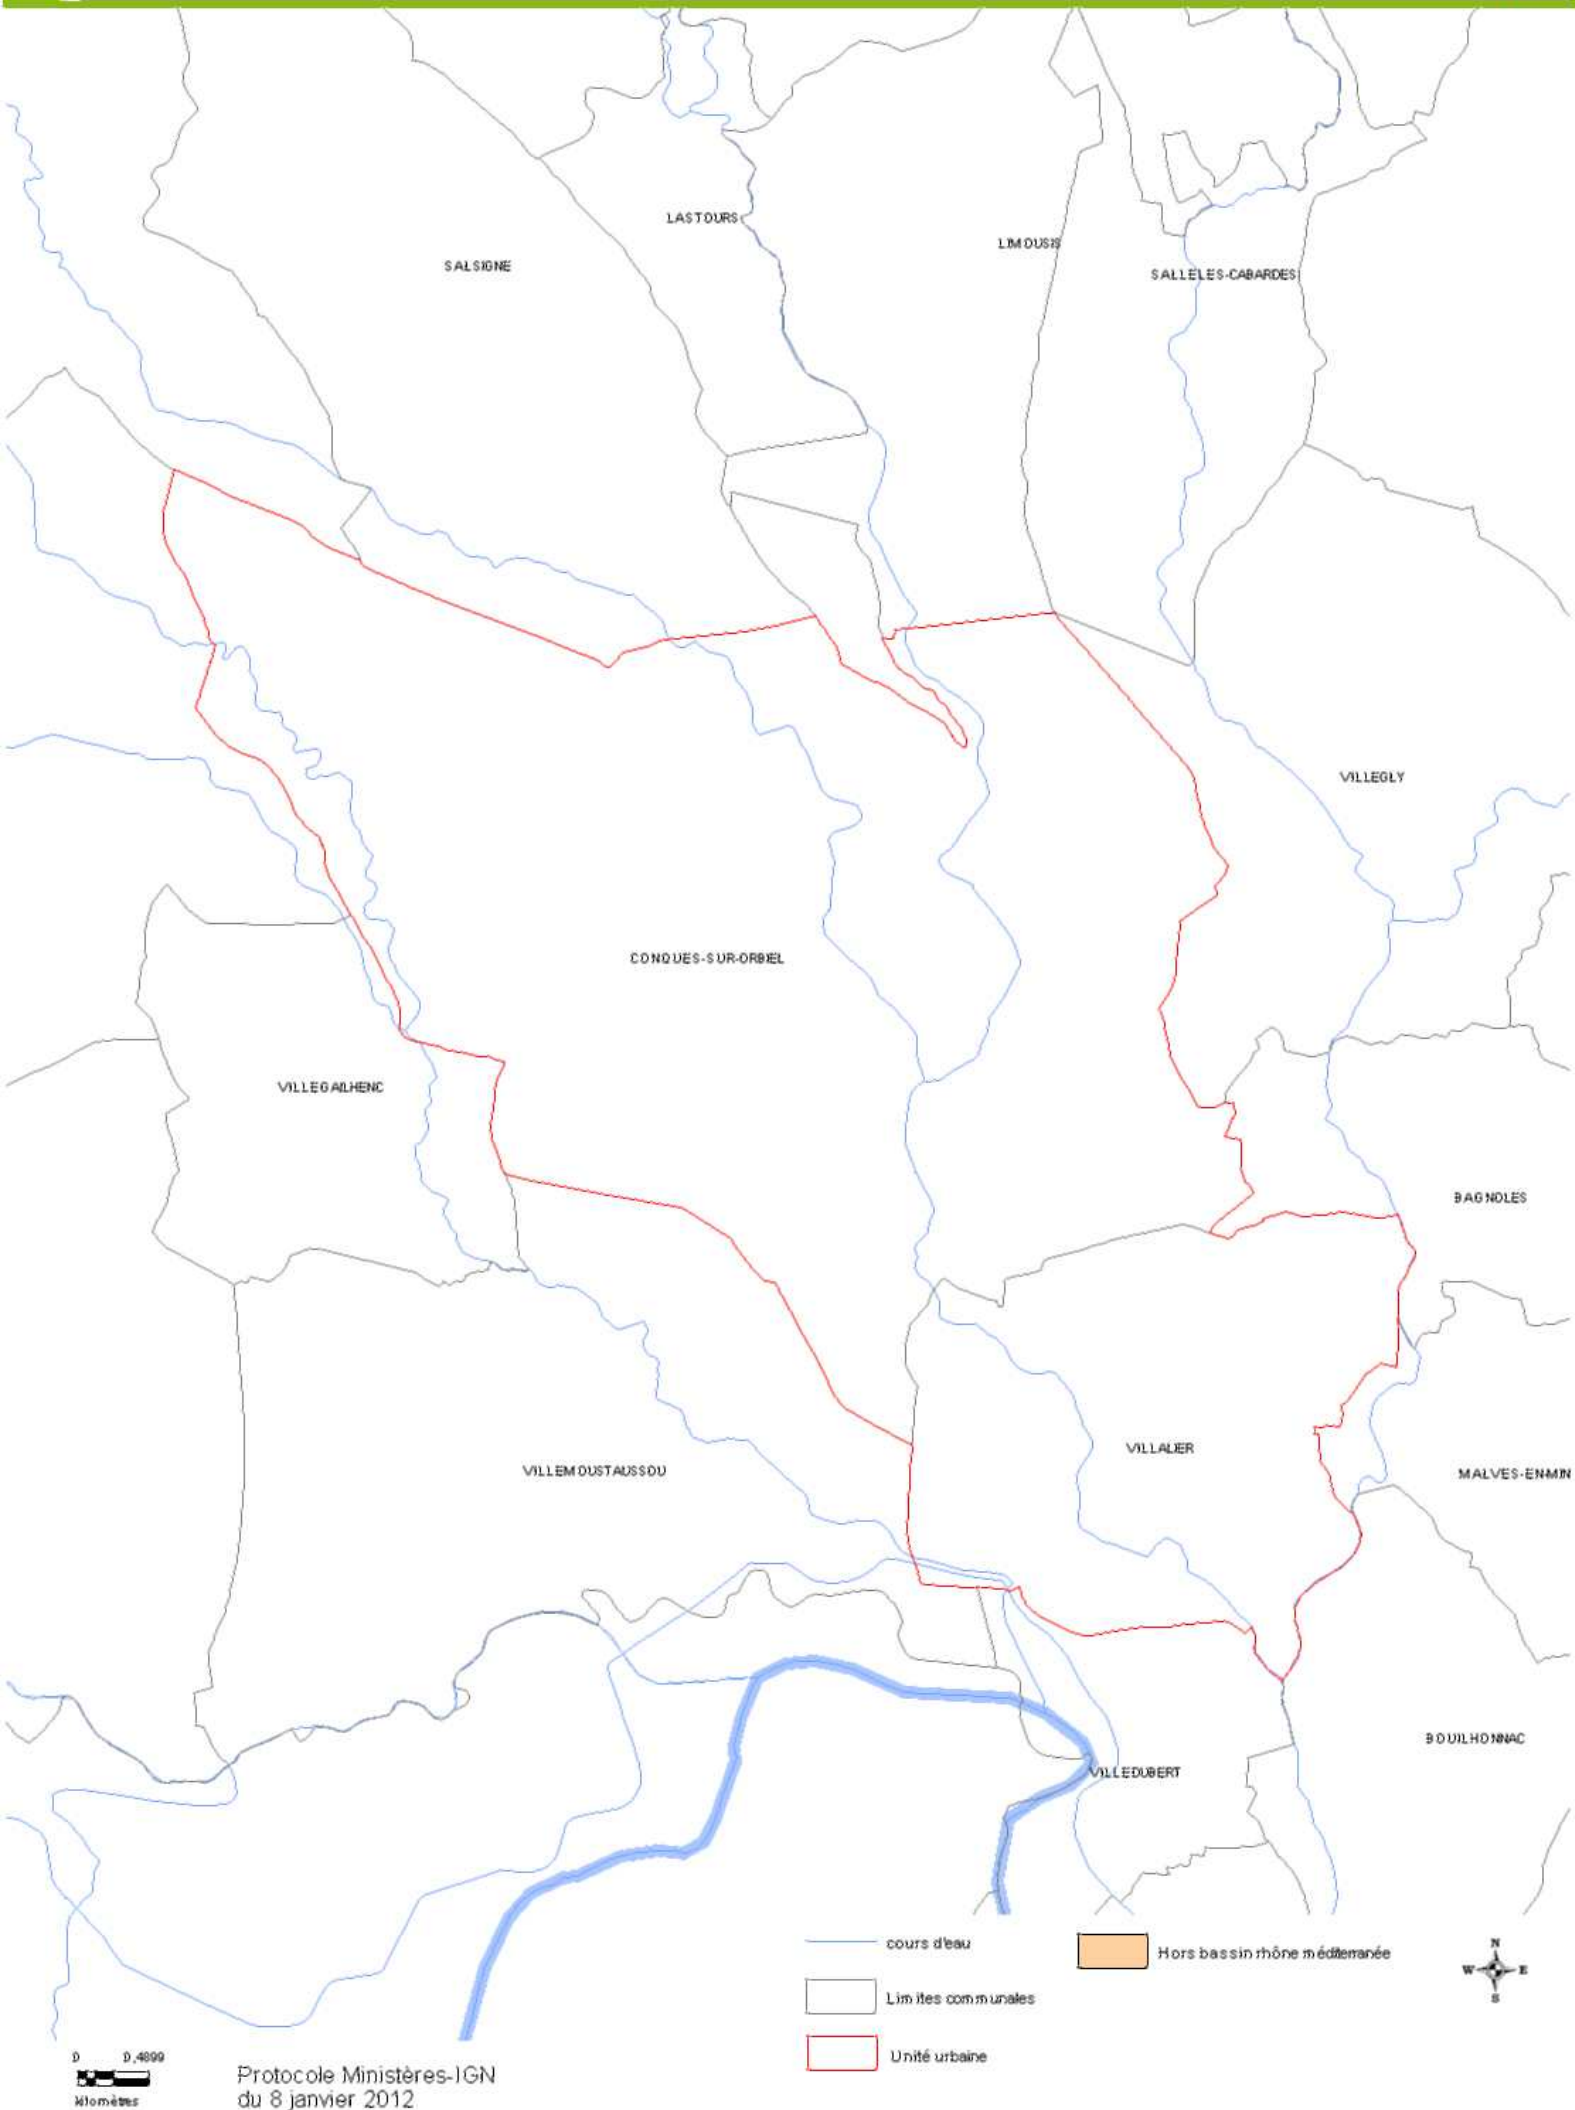 LASTOURS
LIMOUSIS
SALSIGNE
SALLELES-CABARDES
VILLEGLY
CONQUES-SUR-ORBIEL
VILLEGAILHENC
BAGNOLES
VILLALIER
VILLEMOUSTAUSSOU
MALVES-EN-MIN
BOUILHONNAC
VILLEDUBERT
cours d'eau
Hors bassin rhône méditerranée
Limites communales
Unité urbaine
N
W E
S
0 0,4899
kilomètres
Protocole Ministères-IGN
du 8 janvier 2012